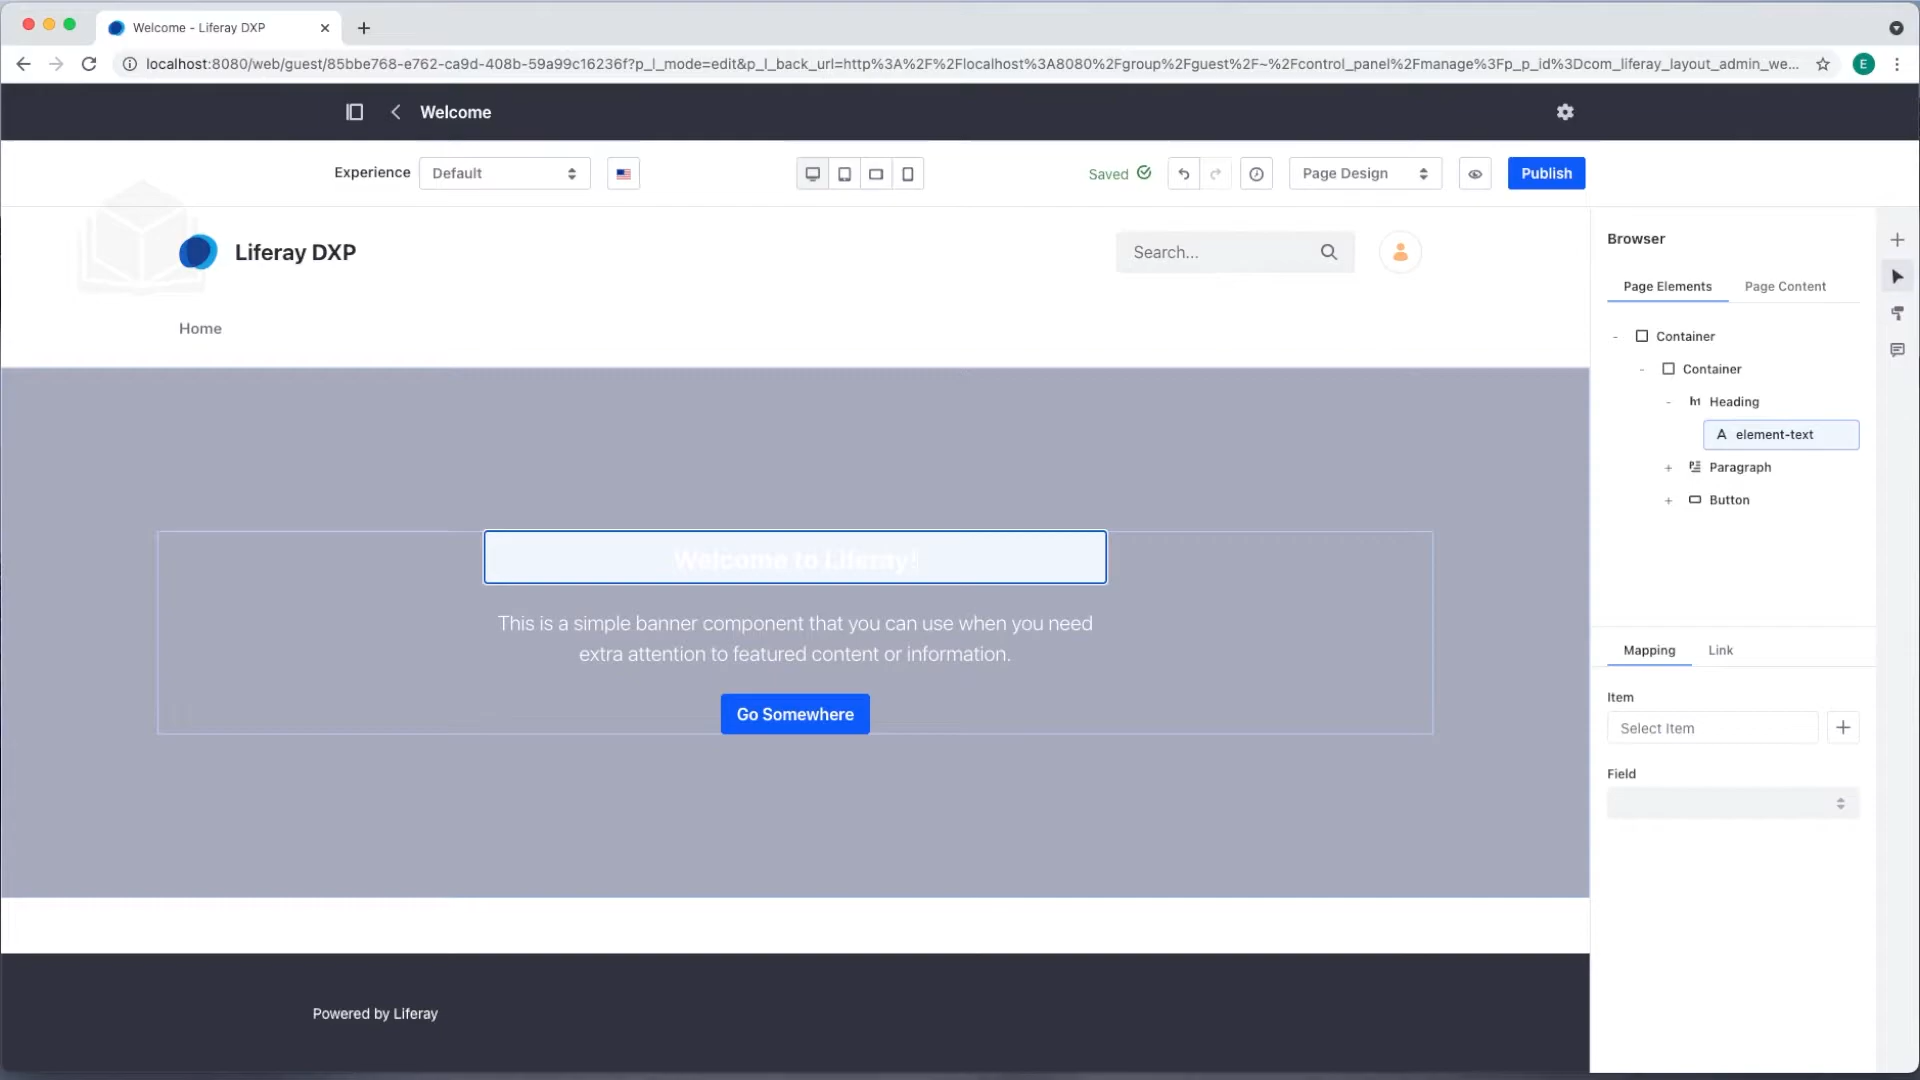 Welcome - Liferay DXP
localhost:8080/web/guest/85bbe768-e762-ca9d-408b-59a99c16236f?p_l_mode=edit&p_l_back_url=http%3A%2F%2Flocalhost%3A8080%2Fgroup%2Fguest%2F~%2Fcontrol_panel%2Fmanage%3Fp_p_id%3Dcom_liferay_layout_admin_we...
E
Welcome
Experience
Default
Saved
Page Design
Publish
Liferay DXP
Search...
Home
Welcome to Liferay!
This is a simple banner component that you can use when you need
extra attention to featured content or information.
Go Somewhere
Powered by Liferay
Browser
Page Elements
Page Content
- Container
- Container
- h1 Heading
A element-text
+ Paragraph
+ Button
Mapping
Link
Item
Select Item
Field